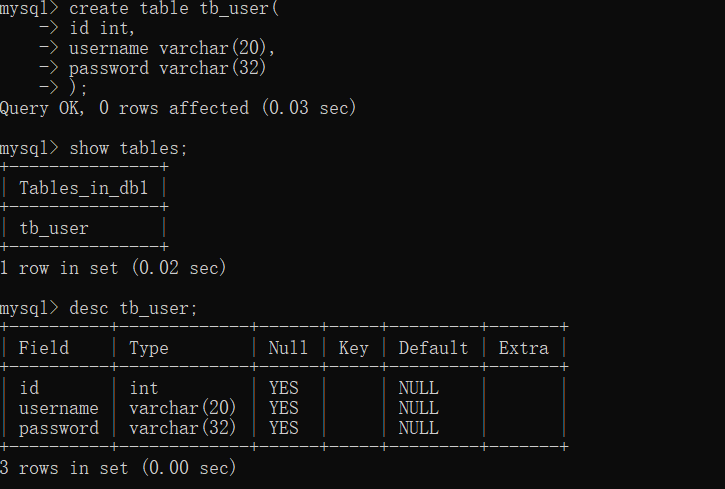 mysql> create table tb_user(
    -> id int,
    -> username varchar(20),
    -> password varchar(32)
    -> );
Query OK, 0 rows affected (0.03 sec)

mysql> show tables;
+---------------+
| Tables_in_db1 |
+---------------+
| tb_user       |
+---------------+
1 row in set (0.02 sec)

mysql> desc tb_user;
+----------+-------------+------+-----+---------+-------+
| Field    | Type        | Null | Key | Default | Extra |
+----------+-------------+------+-----+---------+-------+
| id       | int         | YES  |     | NULL    |       |
| username | varchar(20) | YES  |     | NULL    |       |
| password | varchar(32) | YES  |     | NULL    |       |
+----------+-------------+------+-----+---------+-------+
3 rows in set (0.00 sec)